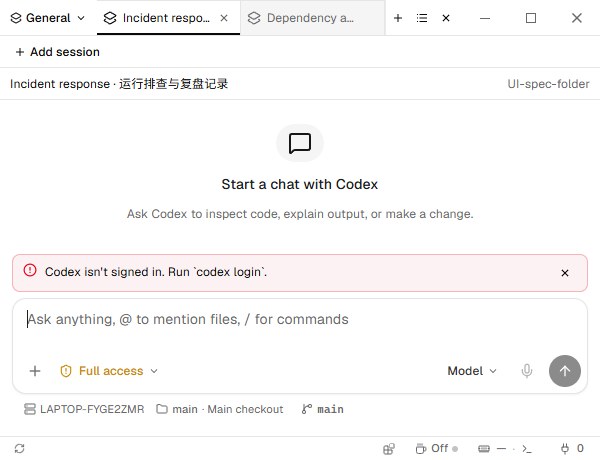 General
Incident respo...
Dependency a...
Add session
Incident response · 运行排查与复盘记录
UI-spec-folder
Start a chat with Codex
Ask Codex to inspect code, explain output, or make a change.
Codex isn't signed in. Run `codex login`.
Ask anything, @ to mention files, / for commands
Full access
Model
LAPTOP-FYGE2ZMR
main · Main checkout
main
Off
0